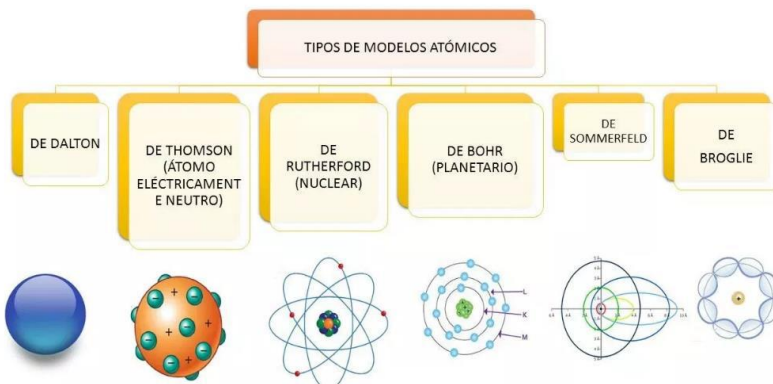 TIPOS DE MODELOS ATÓMICOS
DE DALTON
DE THOMSON
(ÁTOMO
ELÉCTRICAMENT
E NEUTRO)
DE
RUTHERFORD
(NUCLEAR)
DE BOHR
(PLANETARIO)
DE
SOMMERFELD
DE
BROGLIE
L
K
M